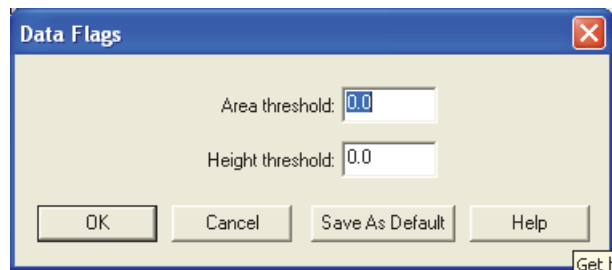 Data Flags
Area threshold: 0.0
Height threshold: 0.0
OK Cancel Save As Default Help
Get